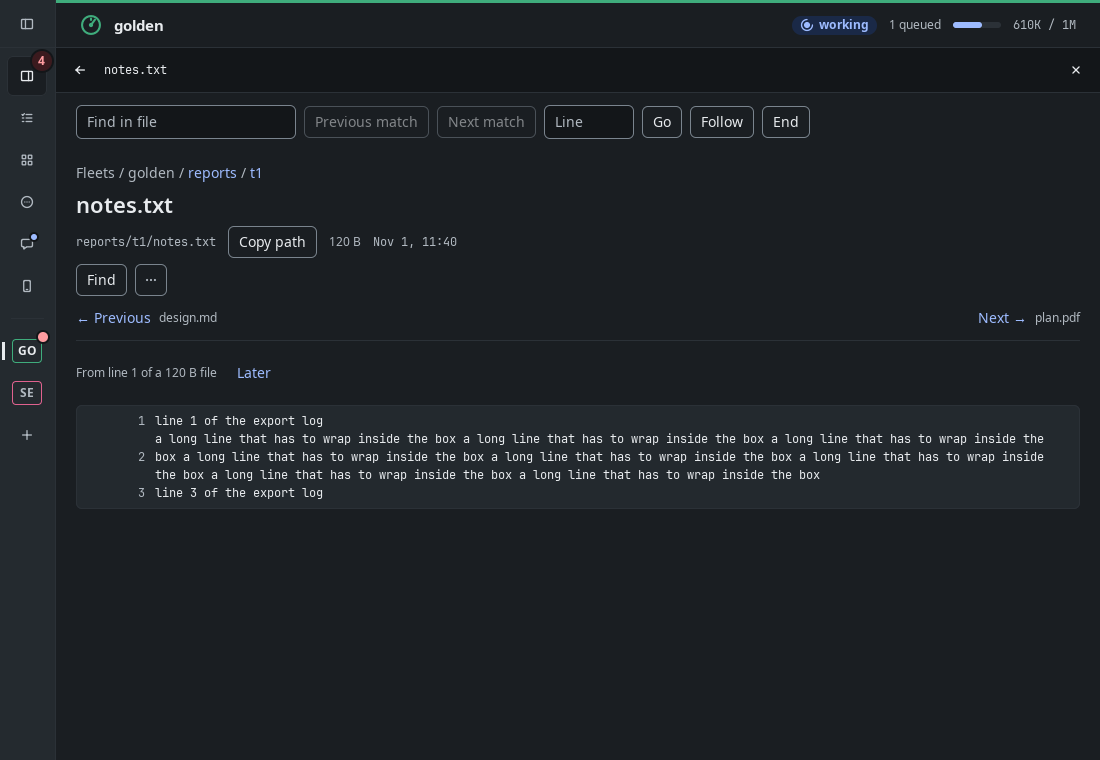 golden
working
1 queued
610K / 1M
4
← notes.txt ×
Find in file
Previous match
Next match
Line
Go
Follow
End
Fleets / golden / reports / t1
notes.txt
reports/t1/notes.txt
Copy path
120 B
Nov 1, 11:40
Find
···
← Previous design.md
Next → plan.pdf
GO
SE
+
From line 1 of a 120 B file
Later
1 line 1 of the export log
a long line that has to wrap inside the box a long line that has to wrap inside the box a long line that has to wrap inside the
2 box a long line that has to wrap inside the box a long line that has to wrap inside the box a long line that has to wrap inside
the box a long line that has to wrap inside the box a long line that has to wrap inside the box
3 line 3 of the export log